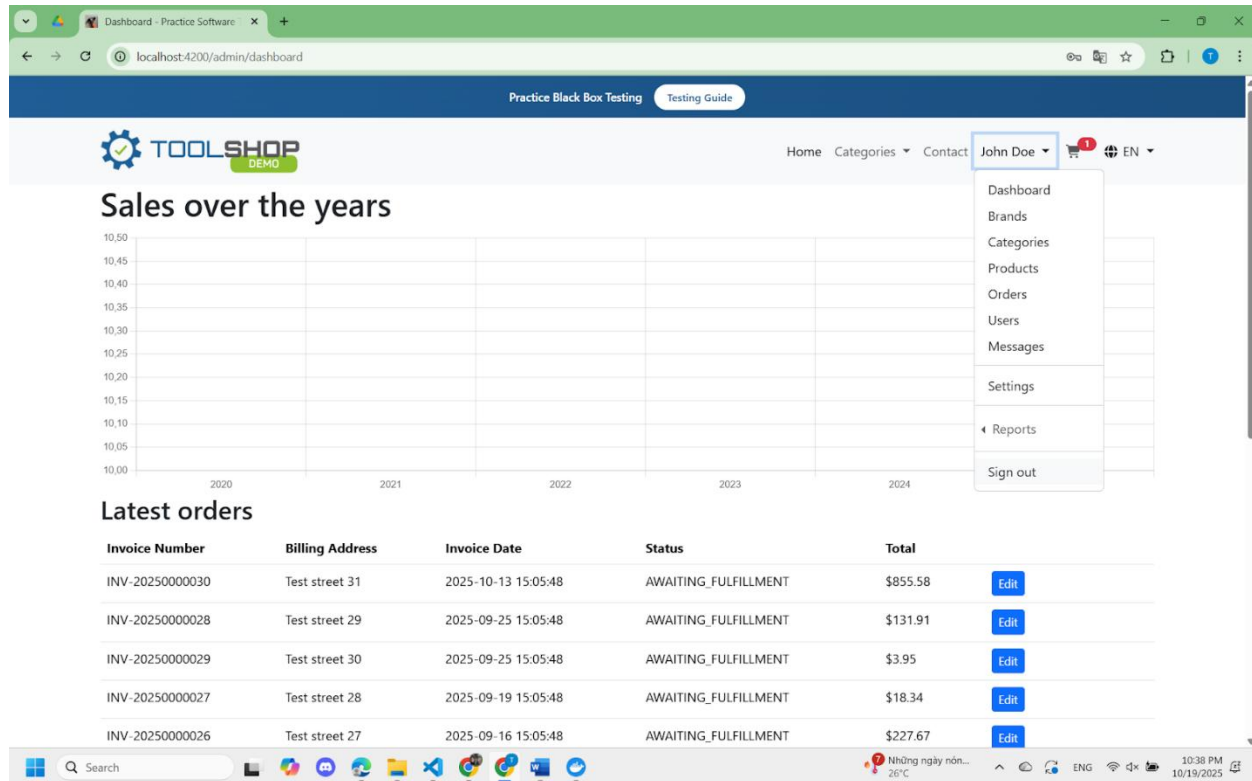 Dashboard - Practice Software
localhost:4200/admin/dashboard
T
Practice Black Box Testing Testing Guide
TOOLSHOP
DEMO
Home Categories Contact John Doe 1 EN
Dashboard
Brands
Categories
Products
Orders
Users
Messages
Settings
Reports
Sign out
Sales over the years
10,50
10,45
10,40
10,35
10,30
10,25
10,20
10,15
10,10
10,05
10,00
2020 2021 2022 2023 2024
Latest orders
Invoice Number Billing Address Invoice Date Status Total
INV-20250000030 Test street 31 2025-10-13 15:05:48 AWAITING_FULFILLMENT $855.58 Edit
INV-20250000028 Test street 29 2025-09-25 15:05:48 AWAITING_FULFILLMENT $131.91 Edit
INV-20250000029 Test street 30 2025-09-25 15:05:48 AWAITING_FULFILLMENT $3.95 Edit
INV-20250000027 Test street 28 2025-09-19 15:05:48 AWAITING_FULFILLMENT $18.34 Edit
INV-20250000026 Test street 27 2025-09-16 15:05:48 AWAITING_FULFILLMENT $227.67 Edit
Search 7 Những ngày nón... ENG 10:38 PM
26°C 10/19/2025